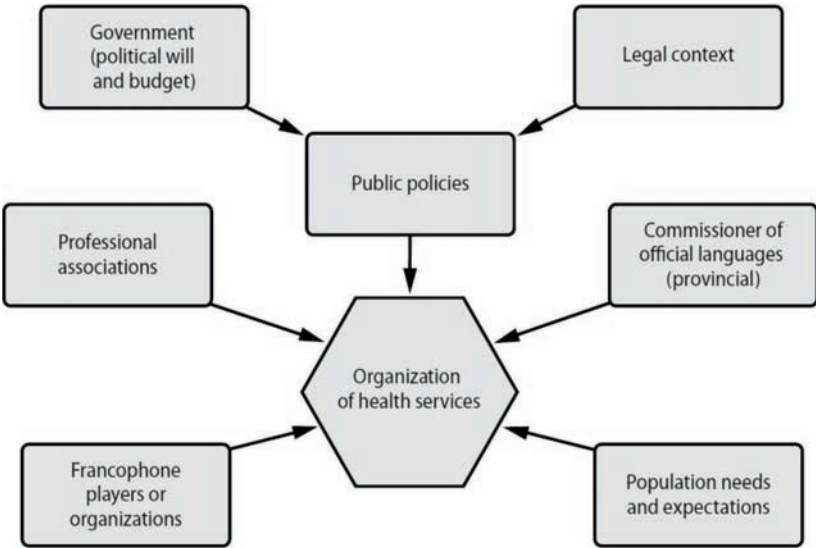 Government
(political will
and budget)
Legal context
Public policies
Professional
associations
Commissioner of
official languages
(provincial)
Organization
of health services
Francophone
players or
organizations
Population needs
and expectations